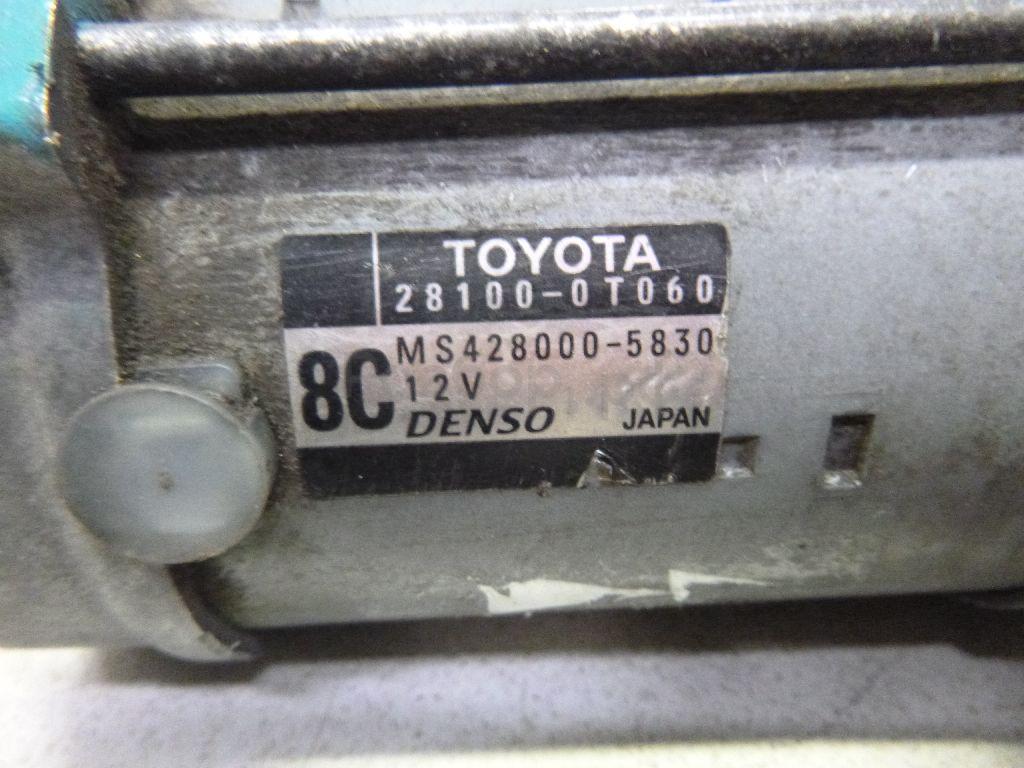 TOYOTA
28100-0T060
8C
MS428000-5830
12V
DENSO JAPAN